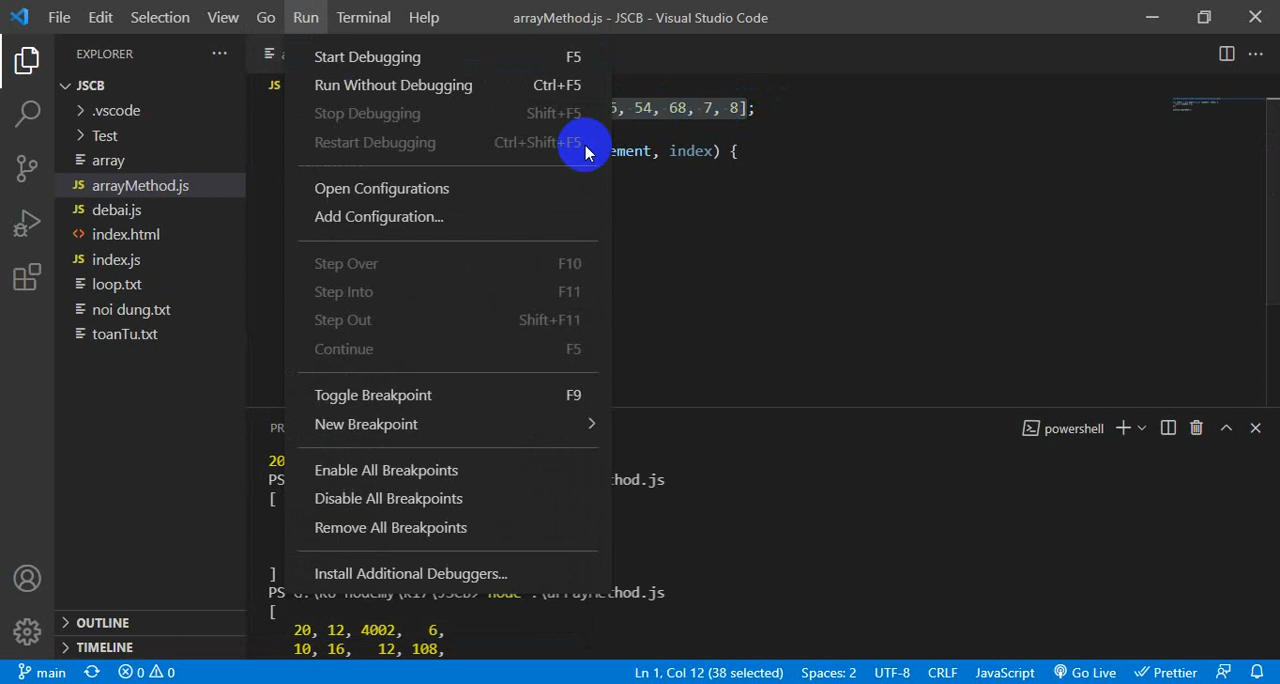 File Edit Selection View Go Run Terminal Help arrayMethod.js - JSCB - Visual Studio Code
EXPLORER
JSCB
.vscode
Test
array
JS arrayMethod.js
JS debai.js
index.html
JS index.js
loop.txt
noi dung.txt
toanTu.txt
OUTLINE
TIMELINE
Start Debugging F5
Run Without Debugging Ctrl+F5
Stop Debugging Shift+F5
Restart Debugging Ctrl+Shift+F5
Open Configurations
Add Configuration...
Step Over F10
Step Into F11
Step Out Shift+F11
Continue F5
Toggle Breakpoint F9
New Breakpoint
Enable All Breakpoints
Disable All Breakpoints
Remove All Breakpoints
Install Additional Debuggers...
JS
, 54, 68, 7, 8];
ement, index) {
PR powershell
20
PS hod.js
[
]
PS
[
20, 12, 4002, 6,
10, 16, 12, 108,
main 0 0 Ln 1, Col 12 (38 selected) Spaces: 2 UTF-8 CRLF JavaScript Go Live Prettier